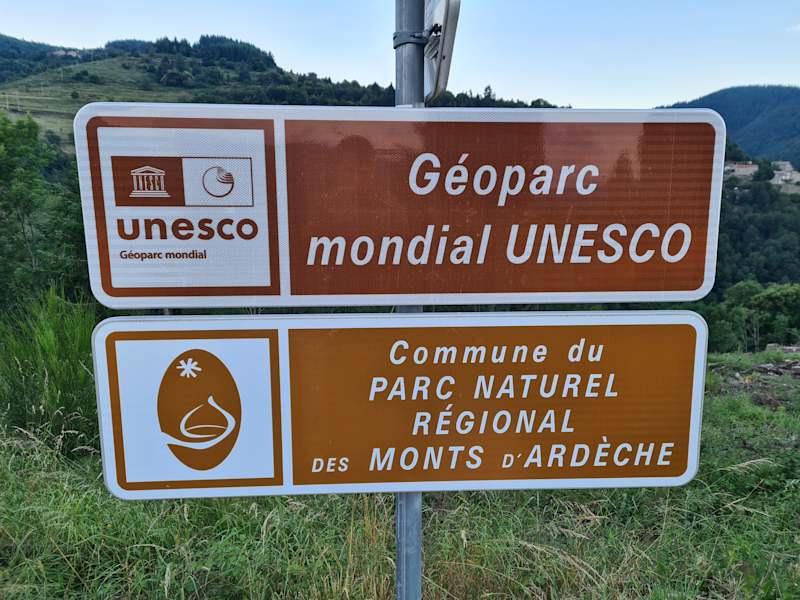 unesco
Géoparc mondial
Géoparc
mondial UNESCO
Commune du
PARC NATUREL
RÉGIONAL
DES MONTS D'ARDÈCHE